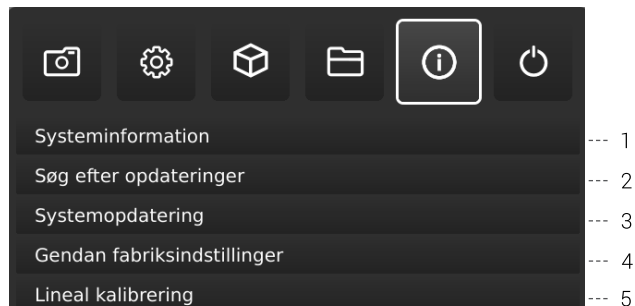 Systeminformation --- 1
Søg efter opdateringer --- 2
Systemopdatering --- 3
Gendan fabriksindstillinger --- 4
Lineal kalibrering --- 5